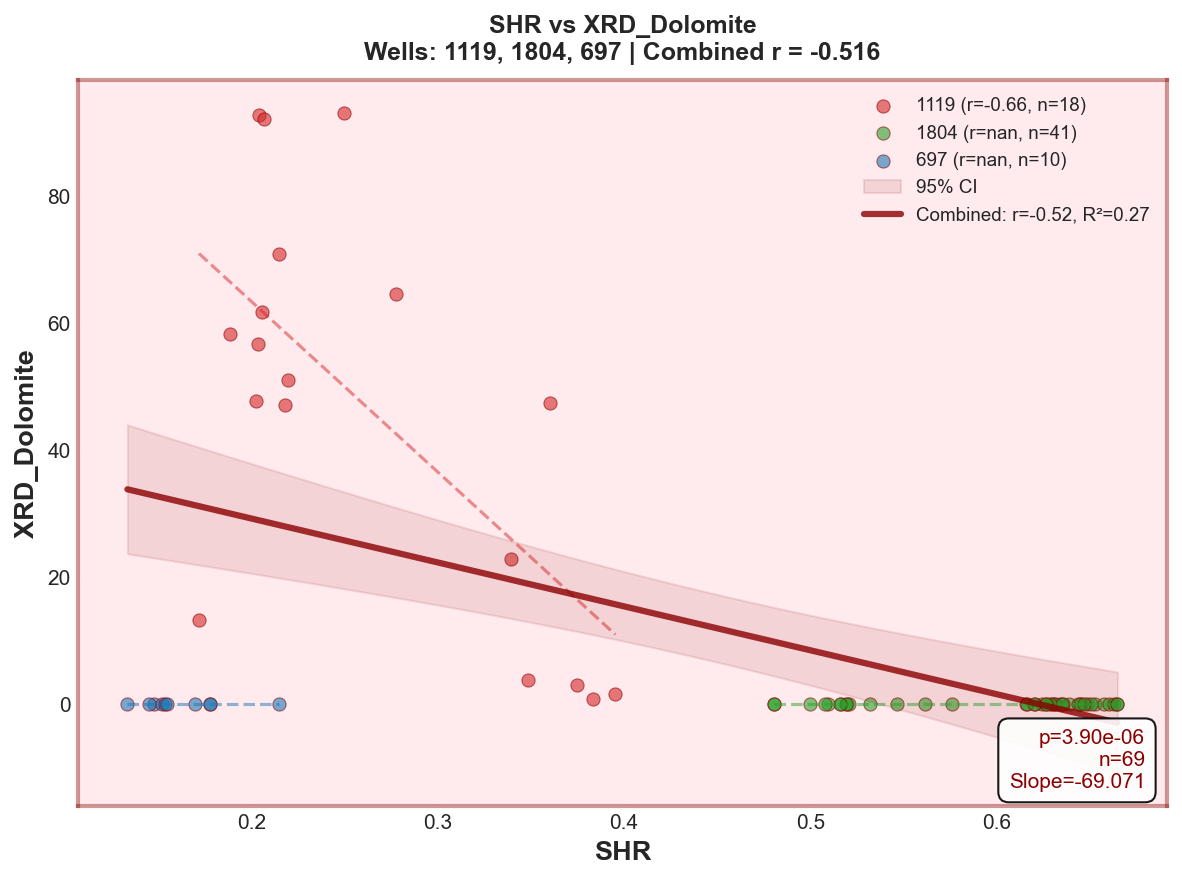 SHR vs XRD_Dolomite
Wells: 1119, 1804, 697 | Combined r = -0.516
1119 (r=-0.66, n=18)
1804 (r=nan, n=41)
697 (r=nan, n=10)
95% CI
Combined: r=-0.52, R²=0.27
XRD_Dolomite
80
60
40
20
0
p=3.90e-06
n=69
Slope=-69.071
0.2 0.3 0.4 0.5 0.6
SHR